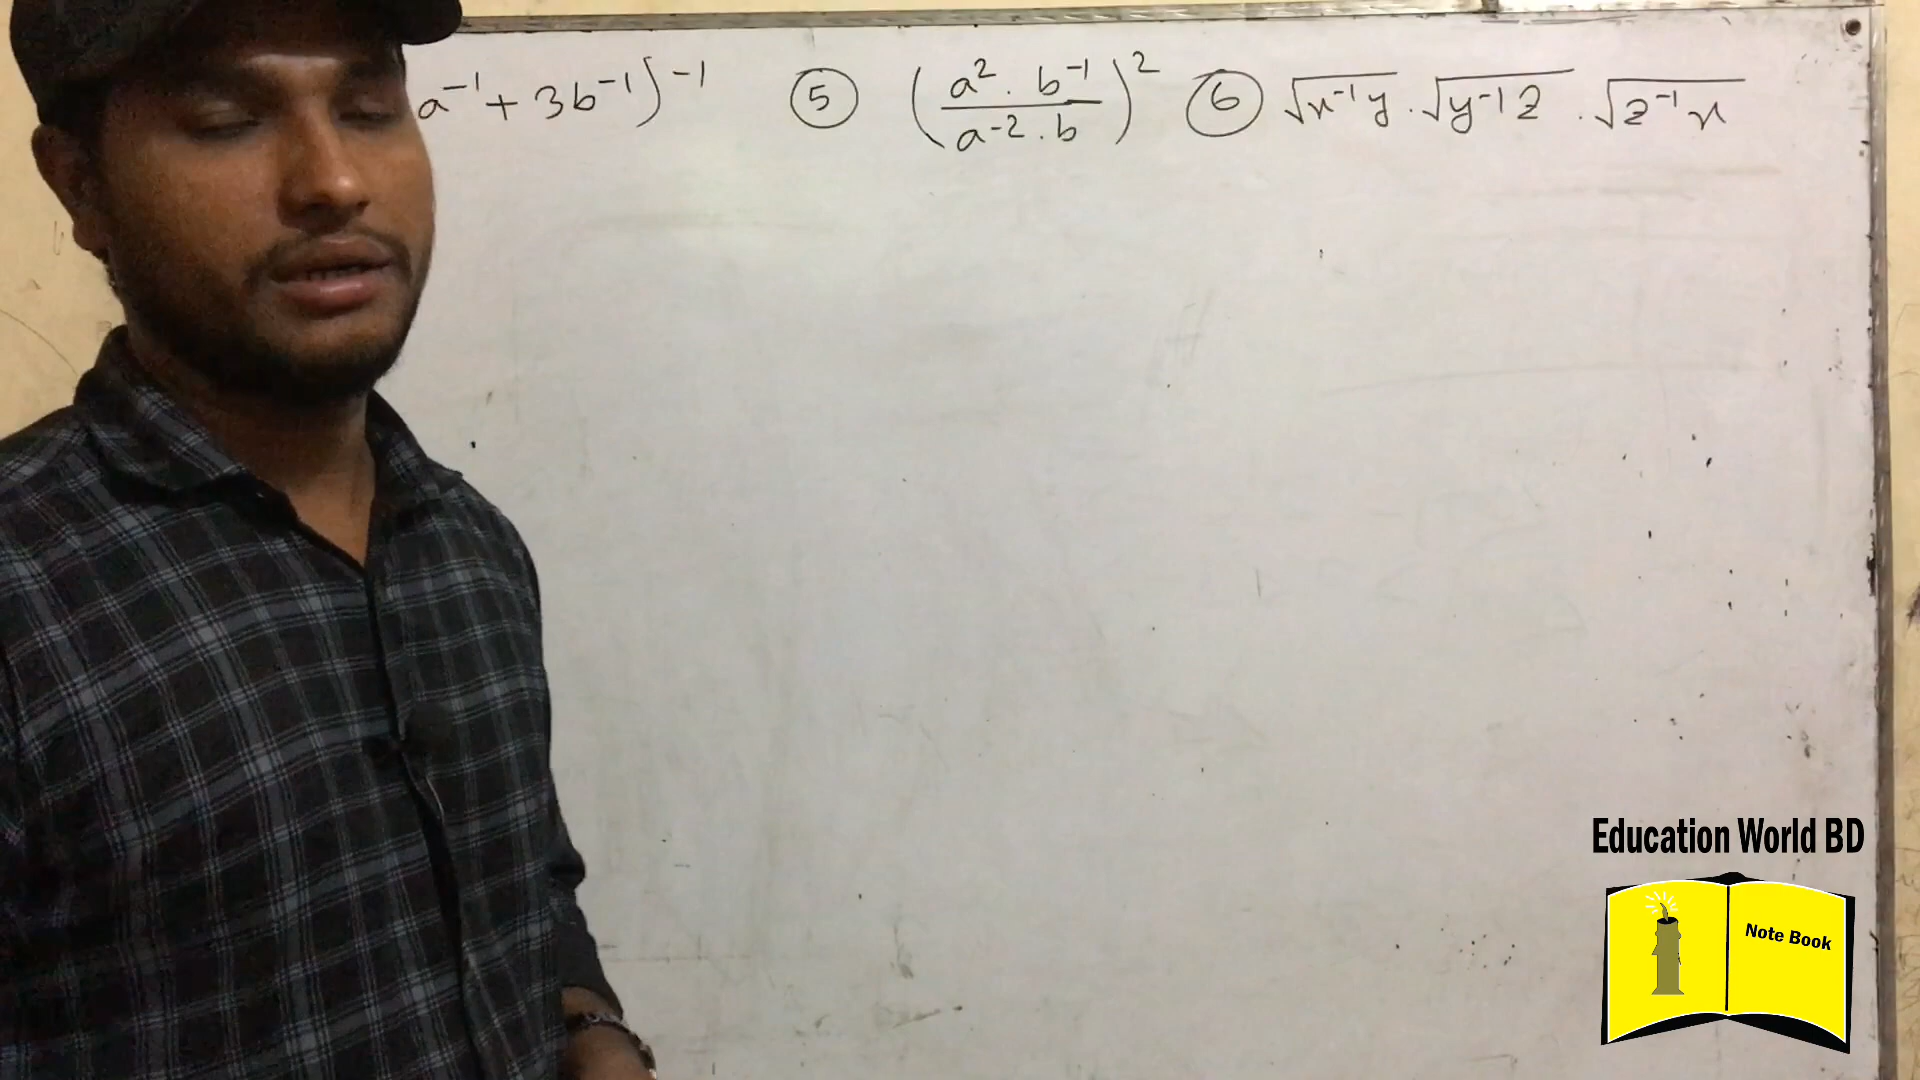 a⁻¹ + 3b⁻¹)⁻¹ ⑤ (a² . b⁻¹ / a⁻² . b)² ⑥ √x⁻¹y . √y⁻¹z . √z⁻¹x
Education World BD
Note Book